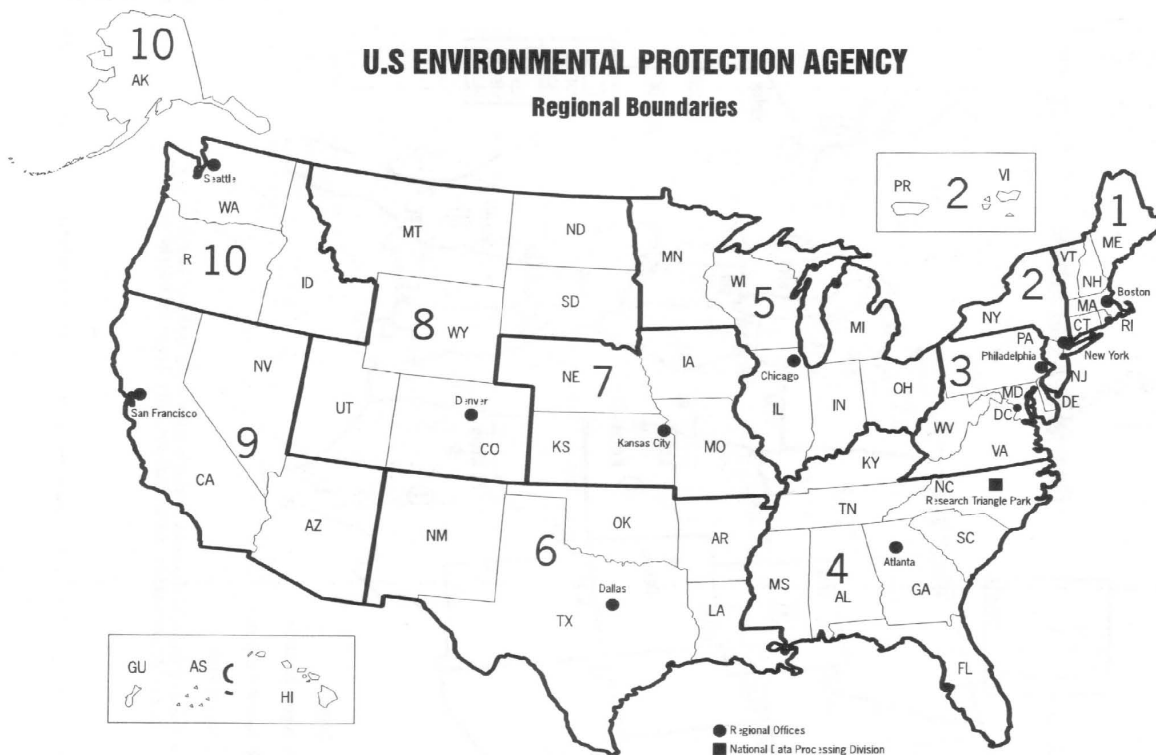 10
AK
U.S ENVIRONMENTAL PROTECTION AGENCY
Regional Boundaries
PR
2
VI
Seattle
WA
R
10
ID
MT
ND
SD
8
WY
MN
WI
5
MI
1
ME
VT
NH
Boston
MA
CT
RI
2
NY
New York
PA
Philadelphia
3
NJ
MD
DE
DC
WV
VA
NV
San Francisco
9
CA
UT
Denver
CO
NE
7
IA
KS
Kansas City
MO
Chicago
IL
IN
OH
KY
NC
Research Triangle Park
TN
SC
AZ
NM
OK
6
Dallas
TX
AR
LA
MS
4
AL
Atlanta
GA
FL
GU
AS
9
HI
Regional Offices
National Data Processing Division